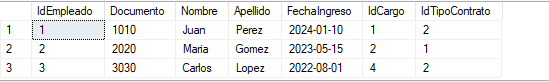 IdEmpleado Documento Nombre Apellido FechaIngreso IdCargo IdTipoContrato
1 1 1010 Juan Perez 2024-01-10 1 2
2 2 2020 Maria Gomez 2023-05-15 2 1
3 3 3030 Carlos Lopez 2022-08-01 4 2